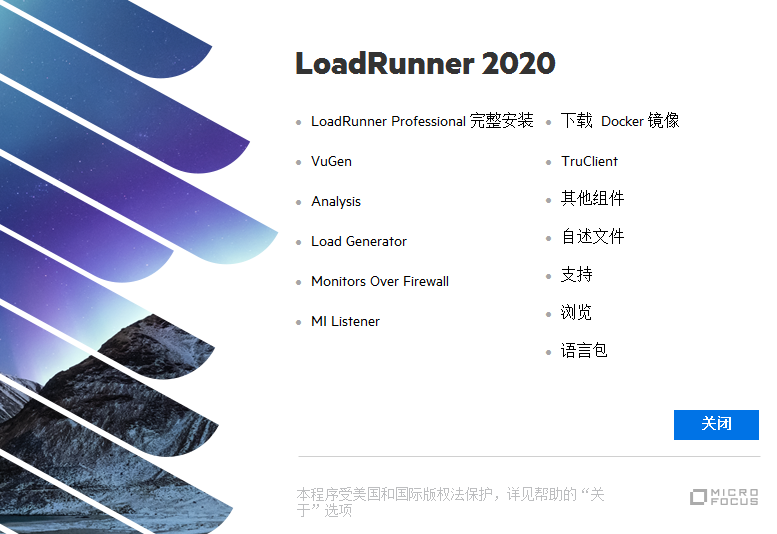 LoadRunner 2020
LoadRunner Professional 完整安装
VuGen
Analysis
Load Generator
Monitors Over Firewall
MI Listener
下载 Docker 镜像
TruClient
其他组件
自述文件
支持
浏览
语言包
关闭
本程序受美国和国际版权法保护，详见帮助的“关
于”选项
MICRO
FOCUS